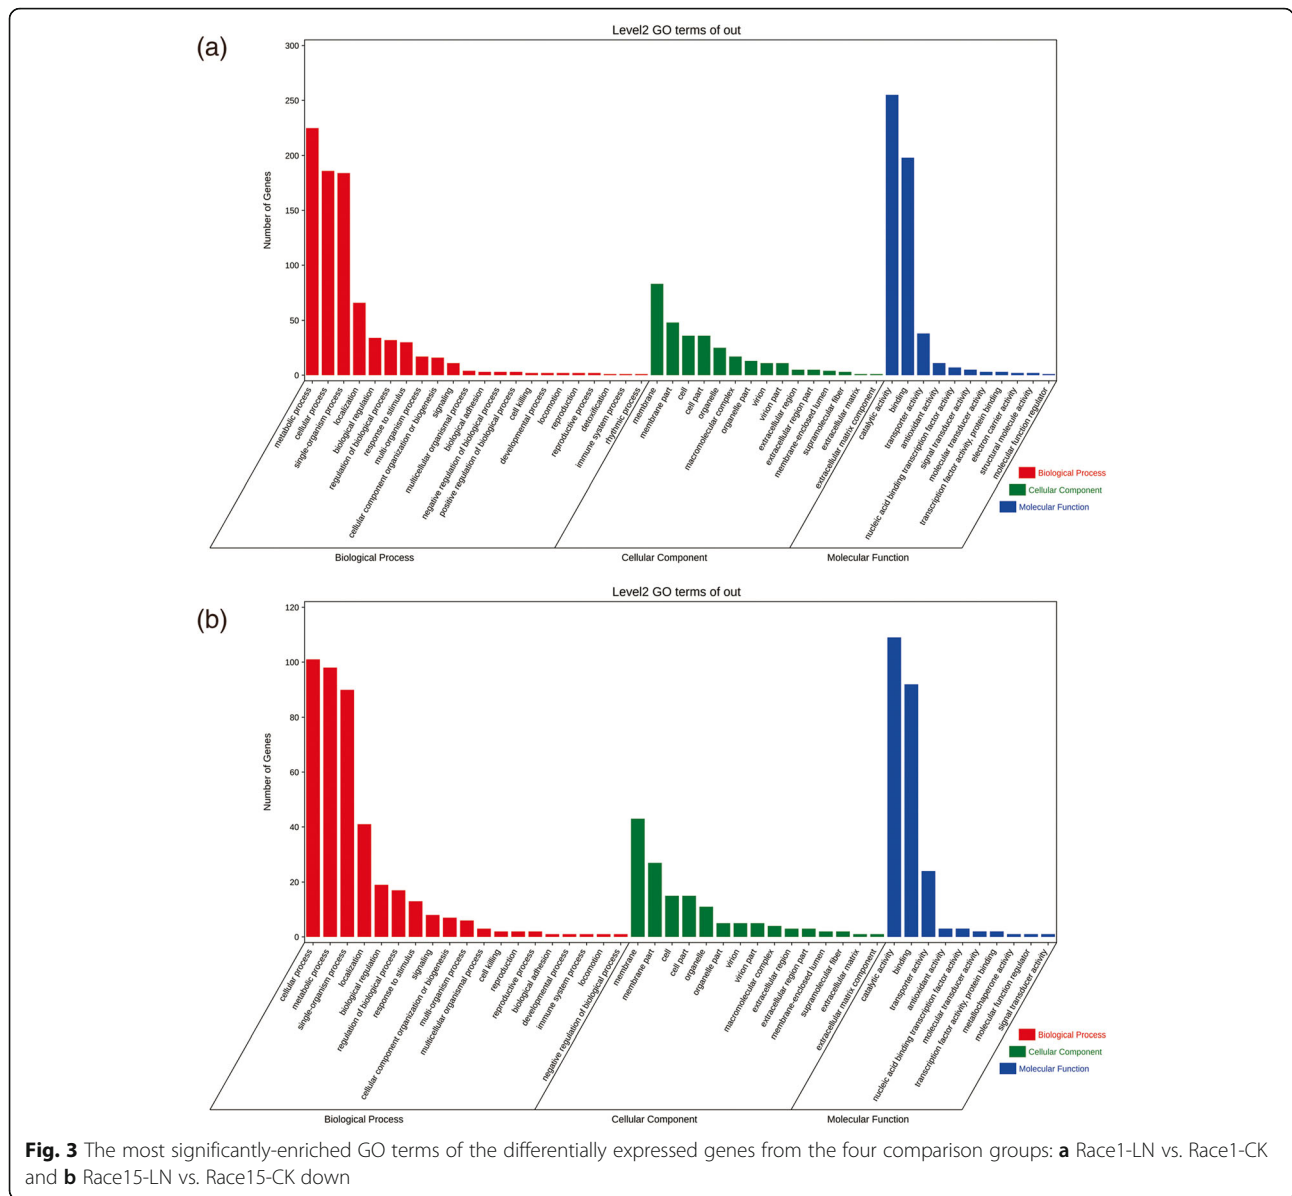 (a)
Level2 GO terms of out
Number of Genes
300
250
200
150
100
50
0
metabolic process
cellular process
single-organism process
localization
biological regulation
regulation of biological process
response to stimulus
multi-organism process
cellular component organization or biogenesis
signaling
multicellular organismal process
biological adhesion
negative regulation of biological process
positive regulation of biological process
cell killing
developmental process
locomotion
reproduction
reproductive process
detoxification
immune system process
rhythmic process
membrane
membrane part
cell
cell part
organelle
macromolecular complex
organelle part
virion
virion part
extracellular region
extracellular region part
membrane-enclosed lumen
supramolecular fiber
extracellular matrix
extracellular matrix component
catalytic activity
binding
transporter activity
antioxidant activity
nucleic acid binding transcription factor activity
signal transducer activity
molecular transducer activity
transcription factor activity, protein binding
electron carrier activity
structural molecule activity
molecular function regulator
Biological Process
Cellular Component
Molecular Function
Biological Process
Cellular Component
Molecular Function
(b)
Level2 GO terms of out
Number of Genes
120
100
80
60
40
20
0
cellular process
metabolic process
single-organism process
localization
biological regulation
regulation of biological process
response to stimulus
signaling
cellular component organization or biogenesis
multi-organism process
multicellular organismal process
cell killing
reproduction
reproductive process
biological adhesion
developmental process
immune system process
locomotion
negative regulation of biological process
membrane
membrane part
cell
cell part
organelle
organelle part
virion
virion part
macromolecular complex
extracellular region
extracellular region part
membrane-enclosed lumen
supramolecular fiber
extracellular matrix
extracellular matrix component
catalytic activity
binding
transporter activity
antioxidant activity
nucleic acid binding transcription factor activity
molecular transducer activity
transcription factor activity, protein binding
metallochaperone activity
molecular function regulator
signal transducer activity
Biological Process
Cellular Component
Molecular Function
Biological Process
Cellular Component
Molecular Function
Fig. 3 The most significantly-enriched GO terms of the differentially expressed genes from the four comparison groups: a Race1-LN vs. Race1-CK
and b Race15-LN vs. Race15-CK down